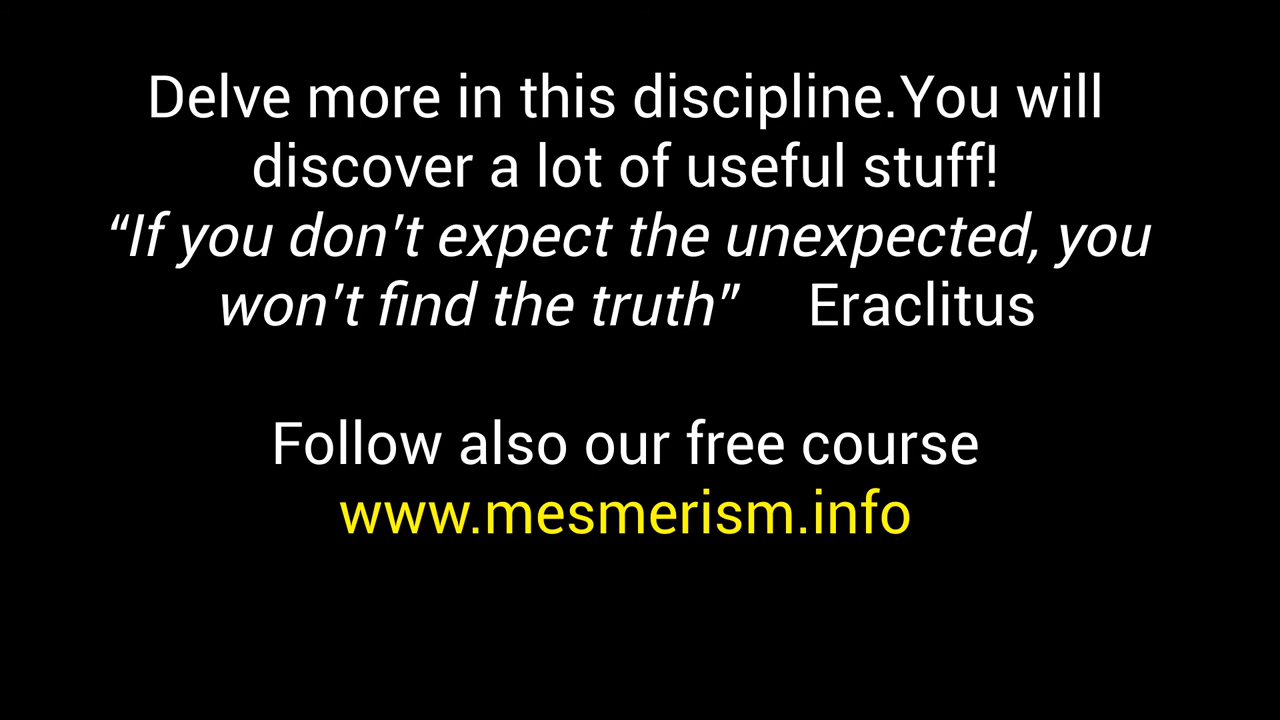 Delve more in this discipline.You will
discover a lot of useful stuff!
“If you don't expect the unexpected, you
won't find the truth" Eraclitus
Follow also our free course
www.mesmerism.info